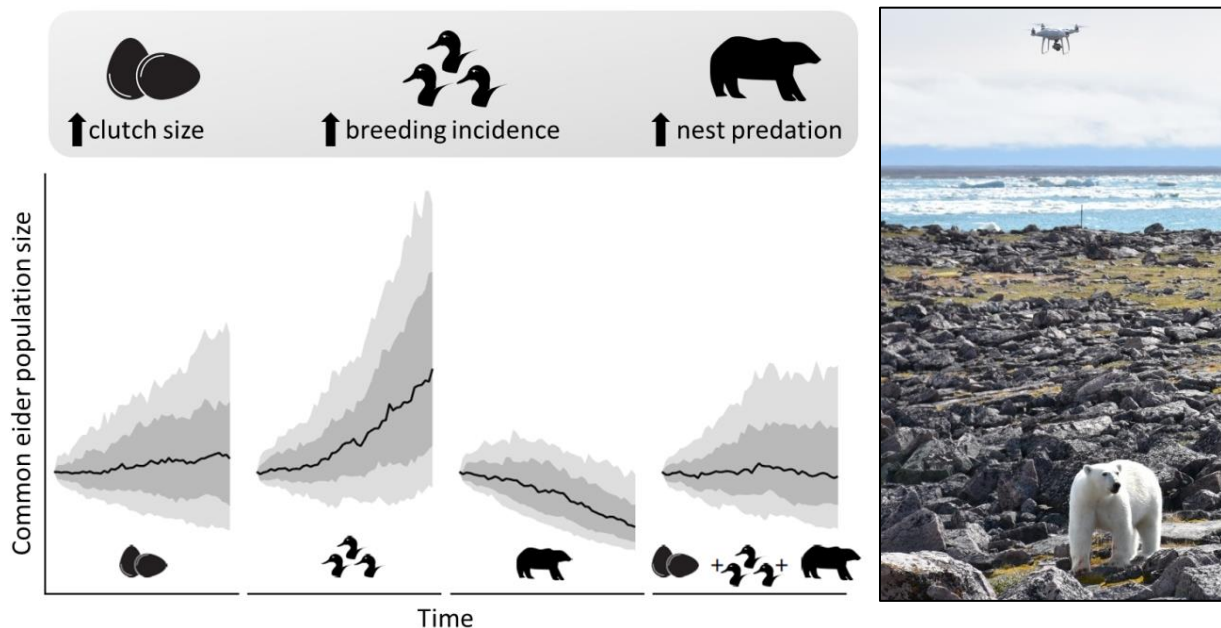 clutch size
breeding incidence
nest predation
Common eider population size
+ +
Time